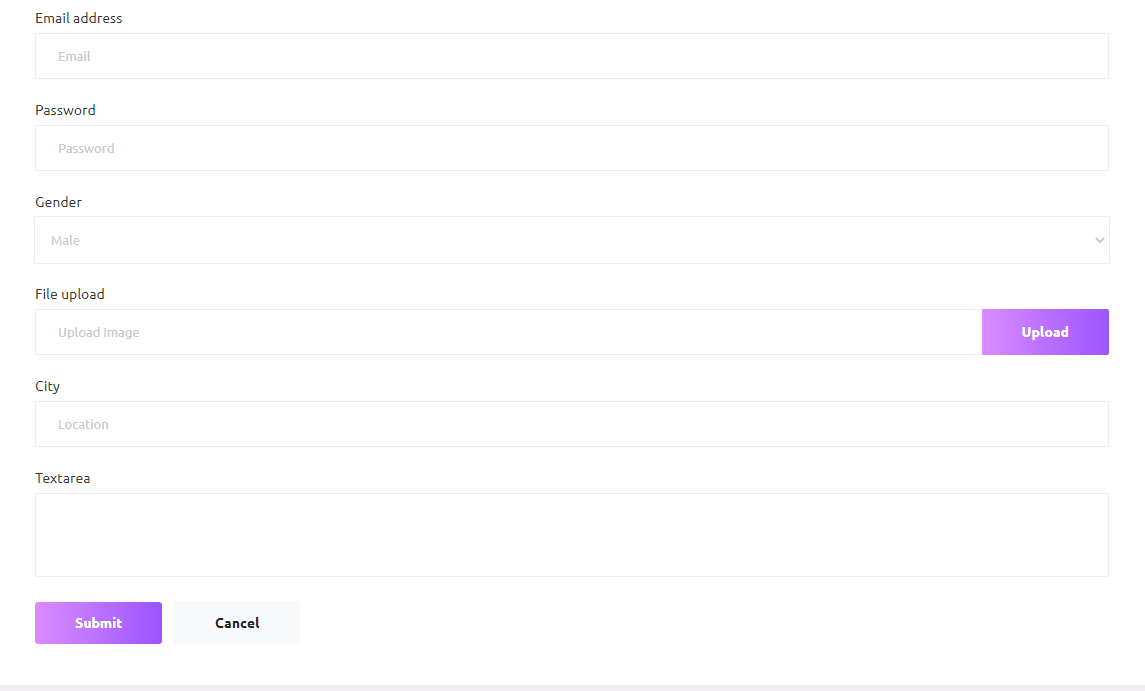 Email address
Email
Password
Password
Gender
Male
File upload
Upload Image
Upload
City
Location
Textarea
Submit
Cancel